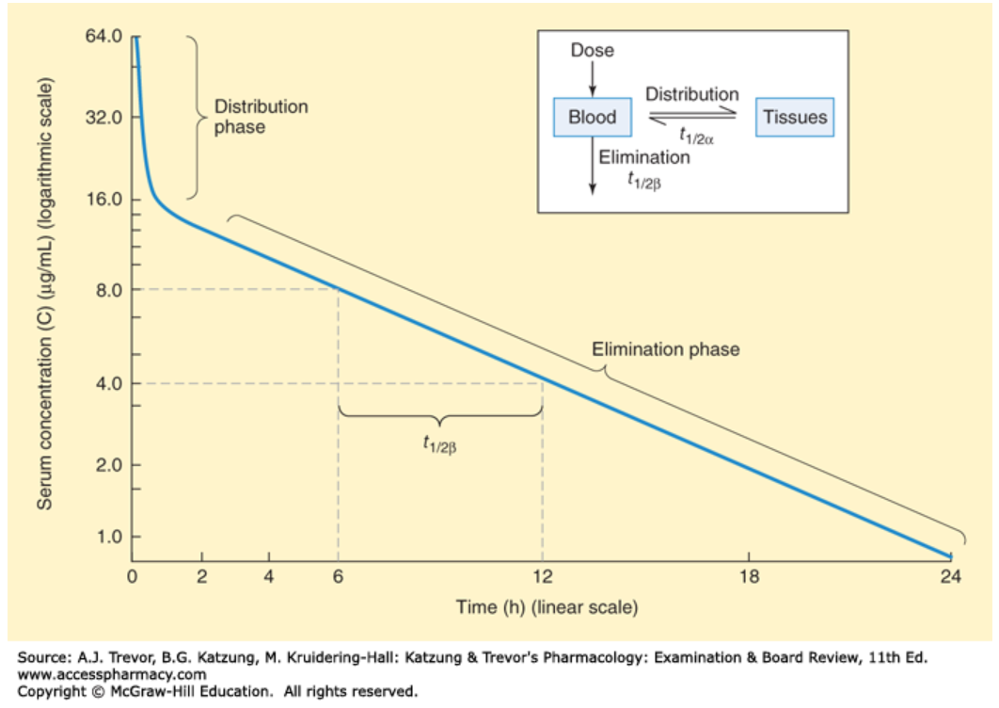 64.0
32.0
16.0
8.0
4.0
2.0
1.0
Serum concentration (C) (μg/mL) (logarithmic scale)
Distribution
phase
Dose
Blood
Distribution
t1/2α
Tissues
Elimination
t1/2β
Elimination phase
t1/2β
0 2 4 6 12 18 24
Time (h) (linear scale)
Source: A.J. Trevor, B.G. Katzung, M. Kruidering-Hall: Katzung & Trevor's Pharmacology: Examination & Board Review, 11th Ed.
www.accesspharmacy.com
Copyright © McGraw-Hill Education. All rights reserved.